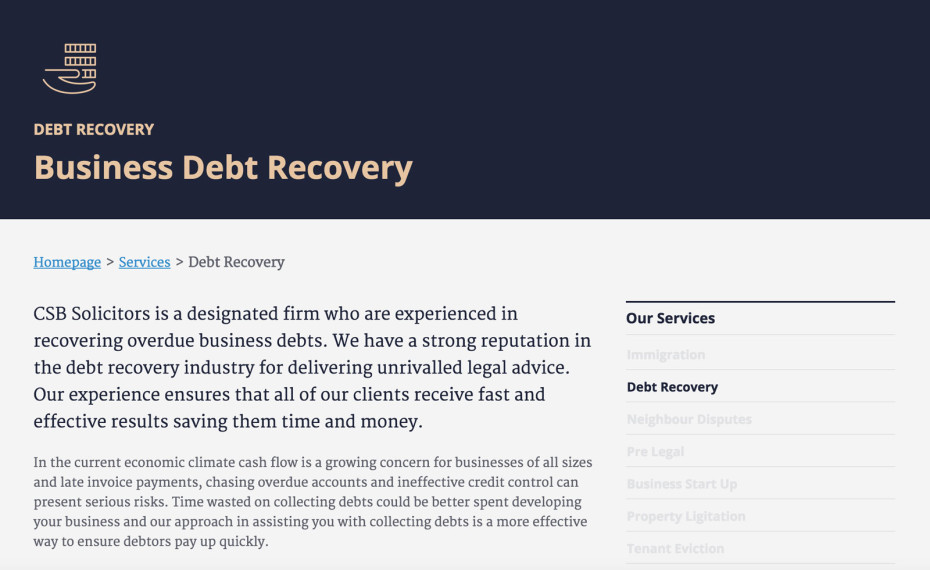 DEBT RECOVERY
Business Debt Recovery
Homepage > Services > Debt Recovery
CSB Solicitors is a designated firm who are experienced in
recovering overdue business debts. We have a strong reputation in
the debt recovery industry for delivering unrivalled legal advice.
Our experience ensures that all of our clients receive fast and
effective results saving them time and money.
In the current economic climate cash flow is a growing concern for businesses of all sizes
and late invoice payments, chasing overdue accounts and ineffective credit control can
present serious risks. Time wasted on collecting debts could be better spent developing
your business and our approach in assisting you with collecting debts is a more effective
way to ensure debtors pay up quickly.
Our Services
Immigration
Debt Recovery
Neighbour Disputes
Pre Legal
Business Start Up
Property Ligitation
Tenant Eviction